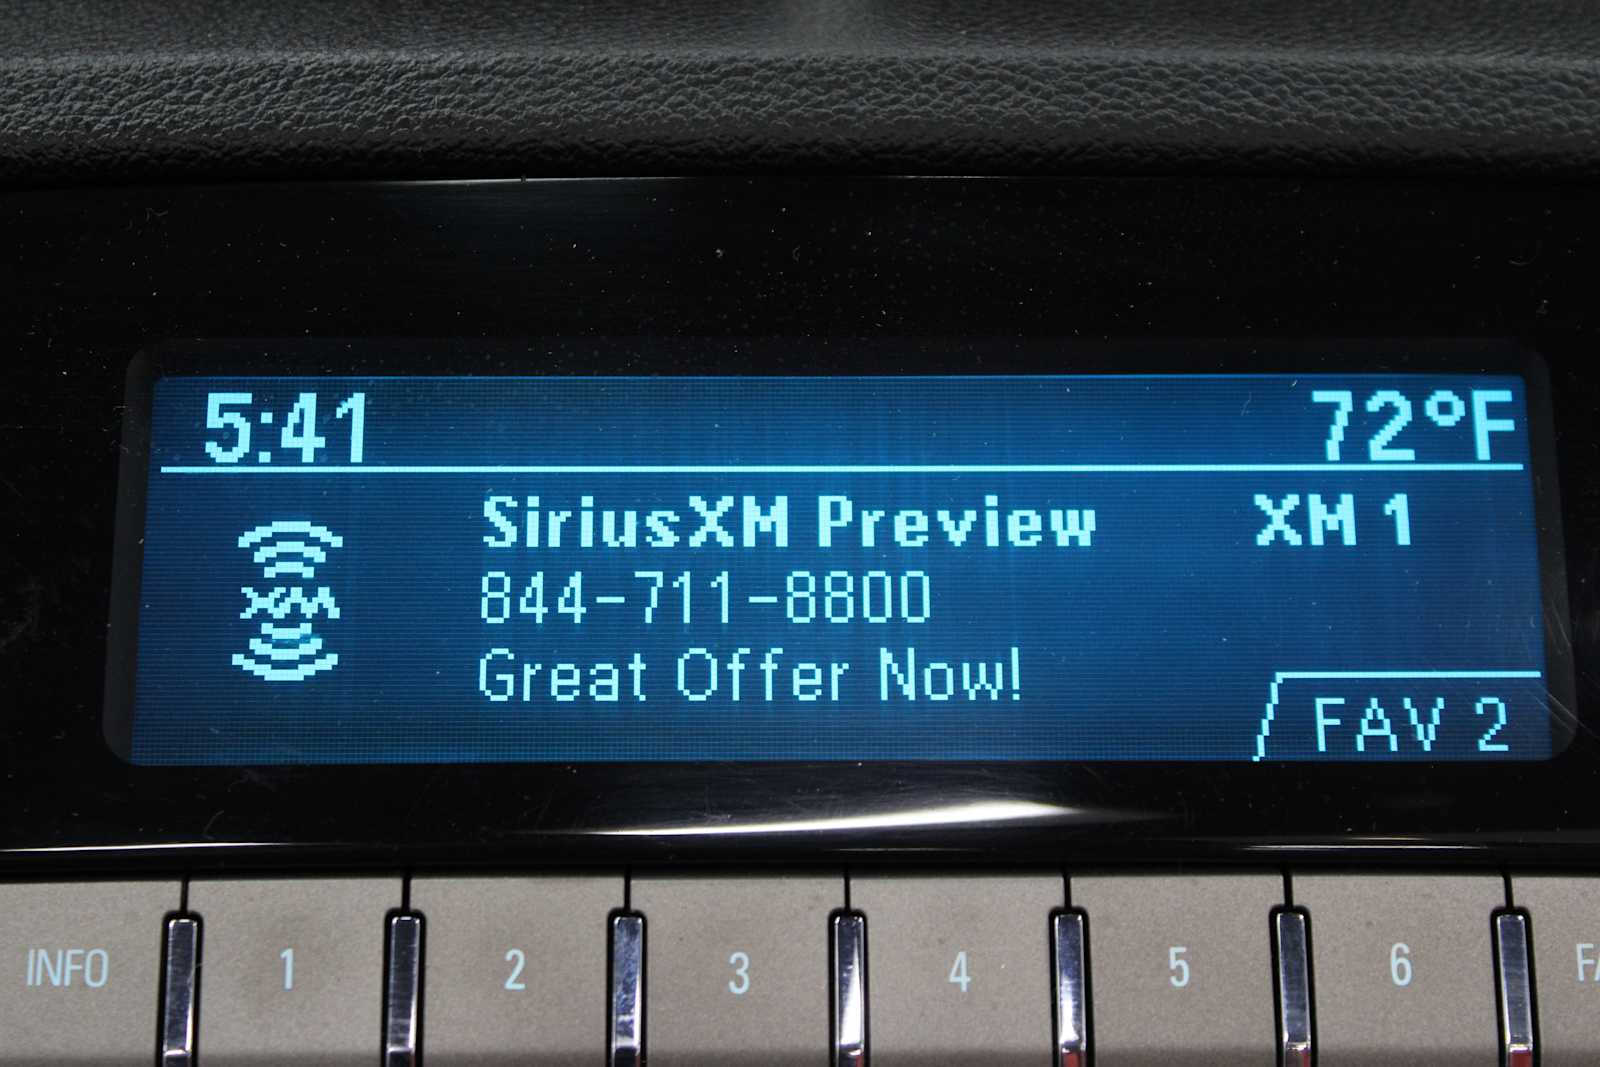 5:41 72°F
SiriusXM Preview XM 1
844-711-8800
XM
Great Offer Now!
FAV 2
INFO 1 2 3 4 5 6